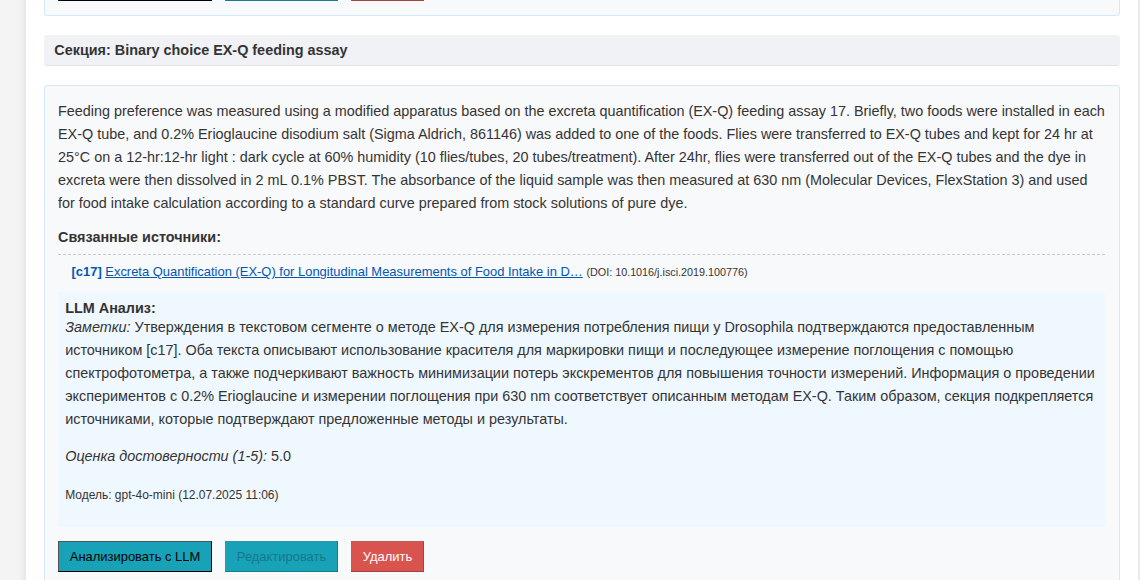 Секция: Binary choice EX-Q feeding assay
Feeding preference was measured using a modified apparatus based on the excreta quantification (EX-Q) feeding assay 17. Briefly, two foods were installed in each
EX-Q tube, and 0.2% Erioglaucine disodium salt (Sigma Aldrich, 861146) was added to one of the foods. Flies were transferred to EX-Q tubes and kept for 24 hr at
25°C on a 12-hr:12-hr light : dark cycle at 60% humidity (10 flies/tubes, 20 tubes/treatment). After 24hr, flies were transferred out of the EX-Q tubes and the dye in
excreta were then dissolved in 2 mL 0.1% PBST. The absorbance of the liquid sample was then measured at 630 nm (Molecular Devices, FlexStation 3) and used
for food intake calculation according to a standard curve prepared from stock solutions of pure dye.
Связанные источники:
[c17] Excreta Quantification (EX-Q) for Longitudinal Measurements of Food Intake in D… (DOI: 10.1016/j.isci.2019.100776)
LLM Анализ:
Заметки: Утверждения в текстовом сегменте о методе EX-Q для измерения потребления пищи у Drosophila подтверждаются предоставленным
источником [c17]. Оба текста описывают использование красителя для маркировки пищи и последующее измерение поглощения с помощью
спектрофотометра, а также подчеркивают важность минимизации потерь экскрементов для повышения точности измерений. Информация о проведении
экспериментов с 0.2% Erioglaucine и измерении поглощения при 630 nm соответствует описанным методам EX-Q. Таким образом, секция подкрепляется
источниками, которые подтверждают предложенные методы и результаты.
Оценка достоверности (1-5): 5.0
Модель: gpt-4o-mini (12.07.2025 11:06)
Анализировать с LLM Редактировать Удалить